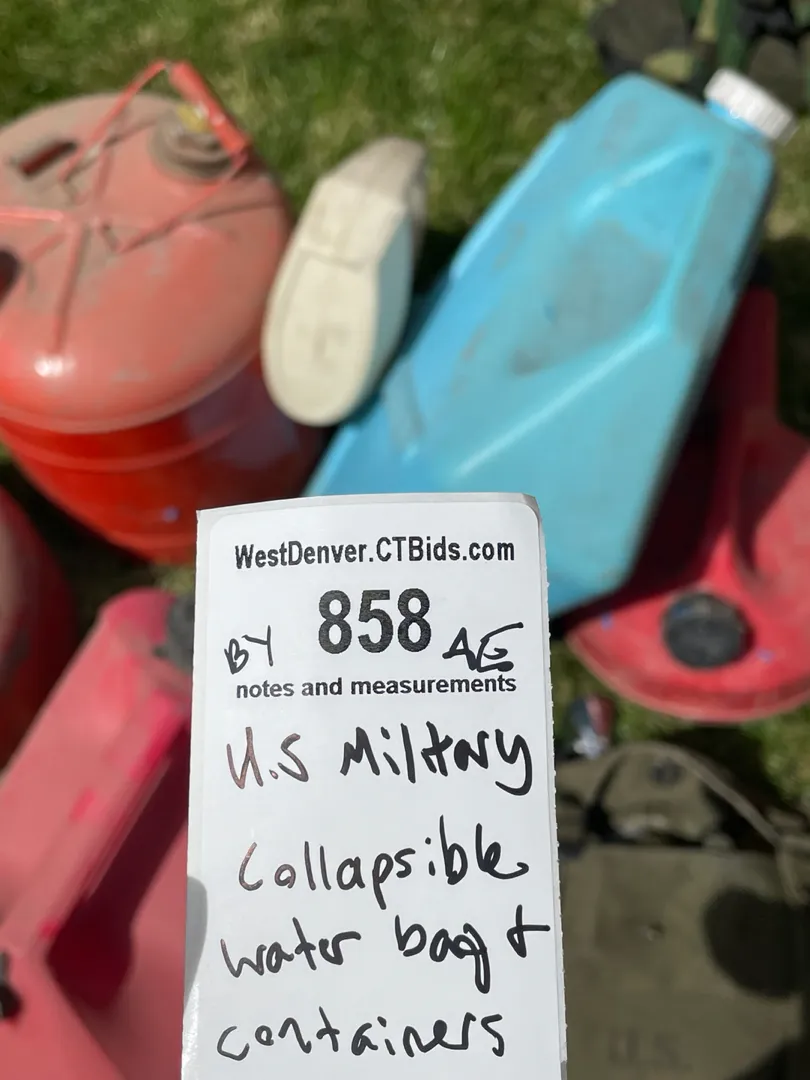 WestDenver.CTBids.com
BY 858 AE
notes and measurements
U.S Miltary
Collapsible
water bag +
containers
U.S.